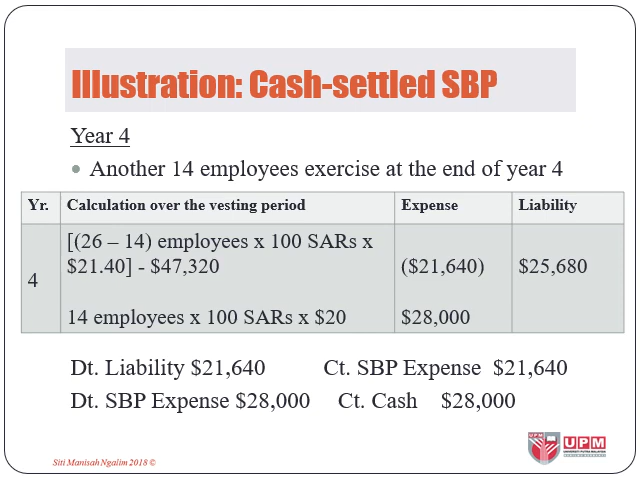 Illustration: Cash-settled SBP
Year 4
• Another 14 employees exercise at the end of year 4
Yr. Calculation over the vesting period Expense Liability
[(26 – 14) employees x 100 SARs x
$21.40] - $47,320 ($21,640) $25,680
4
14 employees x 100 SARs x $20 $28,000
Dt. Liability $21,640 Ct. SBP Expense $21,640
Dt. SBP Expense $28,000 Ct. Cash $28,000
UPM
Siti Manisah Ngalim 2018 ©